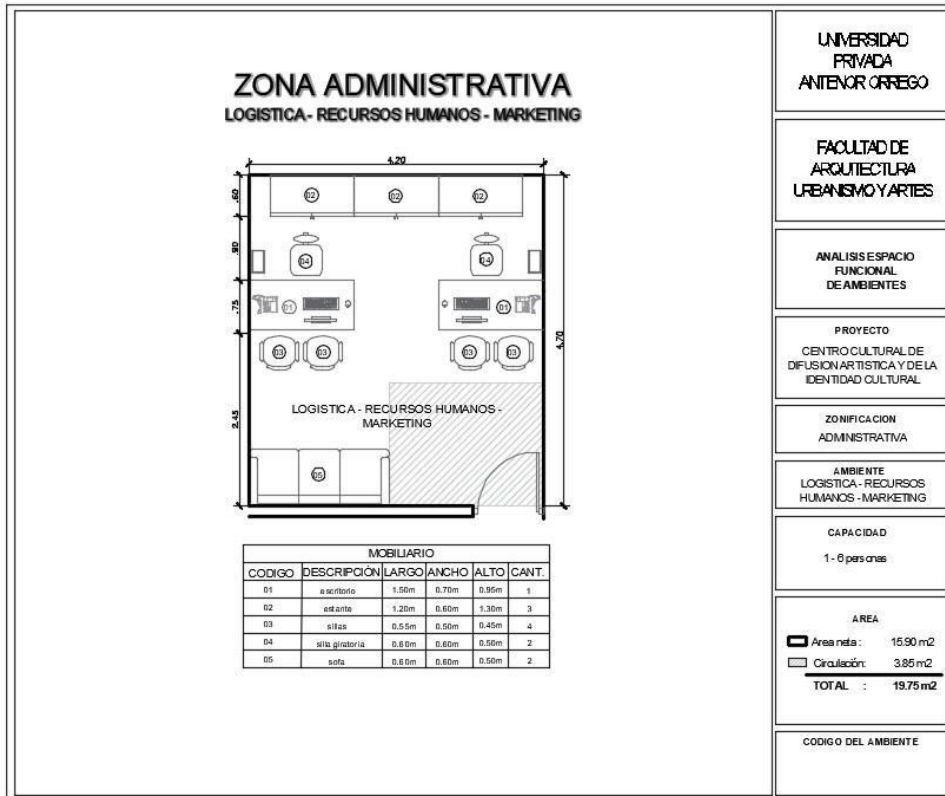 ZONA ADMINISTRATIVA
LOGISTICA - RECURSOS HUMANOS - MARKETING
4.20
.60
02
02
02
.90
04
04
.75
01
01
4.70
03
03
03
03
2.45
LOGISTICA - RECURSOS HUMANOS -
MARKETING
05
MOBILIARIO
CODIGO DESCRIPCIÓN LARGO ANCHO ALTO CANT.
01 escritorio 1.50m 0.70m 0.95m 1
02 estante 1.20m 0.60m 1.30m 3
03 sillas 0.55m 0.50m 0.45m 4
04 silla giratoria 0.60m 0.60m 0.50m 2
05 sofa 0.60m 0.60m 0.50m 2
UNIVERSIDAD
PRIVADA
ANTENOR ORREGO
FACULTAD DE
ARQUITECTURA
URBANISMO Y ARTES
ANALISIS ESPACIO
FUNCIONAL
DE AMBIENTES
PROYECTO
CENTRO CULTURAL DE
DIFUSION ARTISTICA Y DE LA
IDENTIDAD CULTURAL
ZONIFICACION
ADMINISTRATIVA
AMBIENTE
LOGISTICA - RECURSOS
HUMANOS - MARKETING
CAPACIDAD
1 - 6 personas
AREA
Area neta : 15.90 m2
Circulación: 3.85 m2
TOTAL : 19.75 m2
CODIGO DEL AMBIENTE